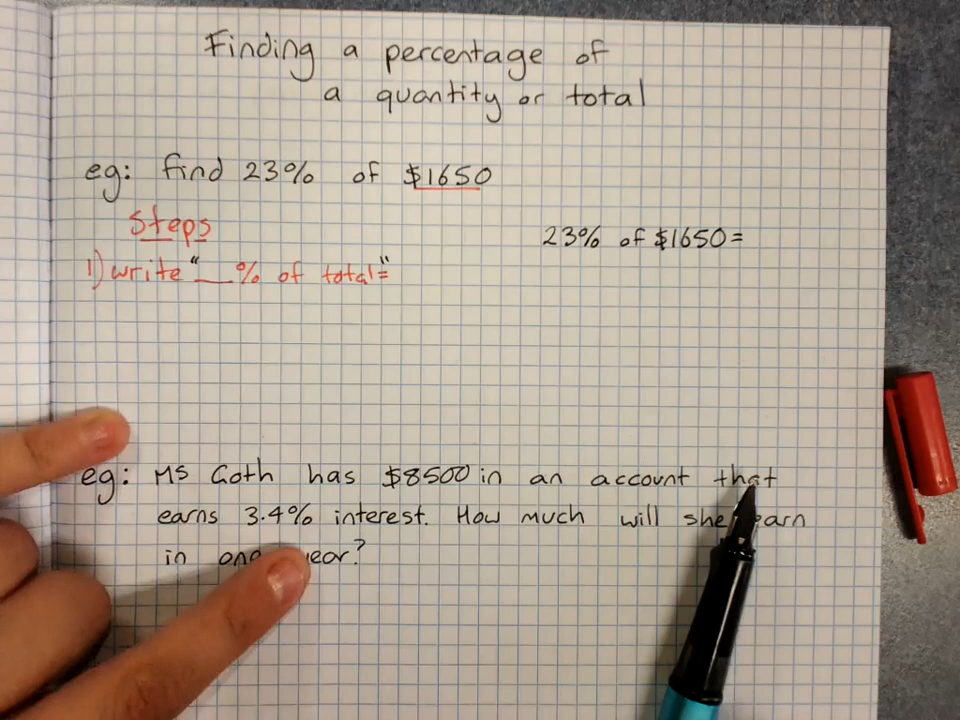 Finding a percentage of
a quantity or total
eg: find 23% of $1650
Steps
23% of $1650=
1) write "__% of total="
eg: Ms Goth has $8500 in an account that
earns 3.4% interest. How much will she earn
in one year?